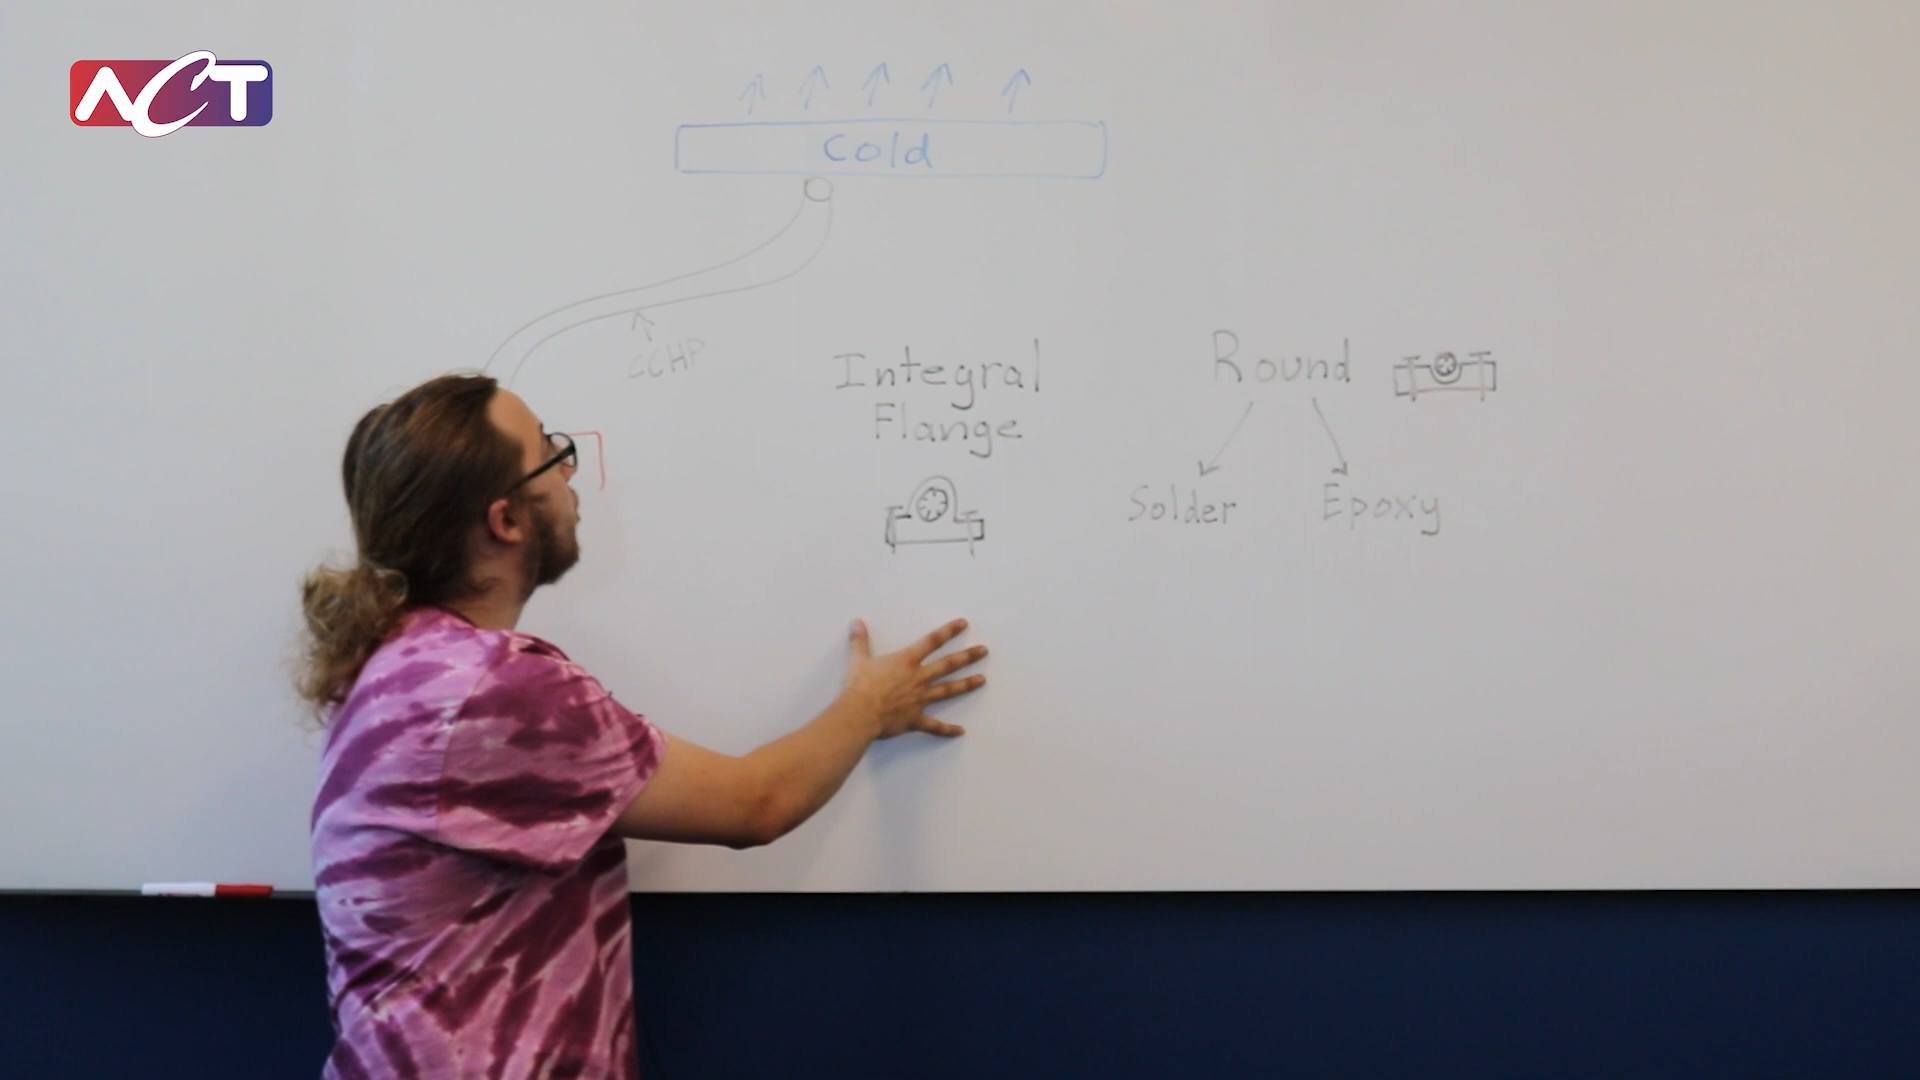 ACT
Cold
CCHP
Integral
Flange
Round
Solder
Epoxy